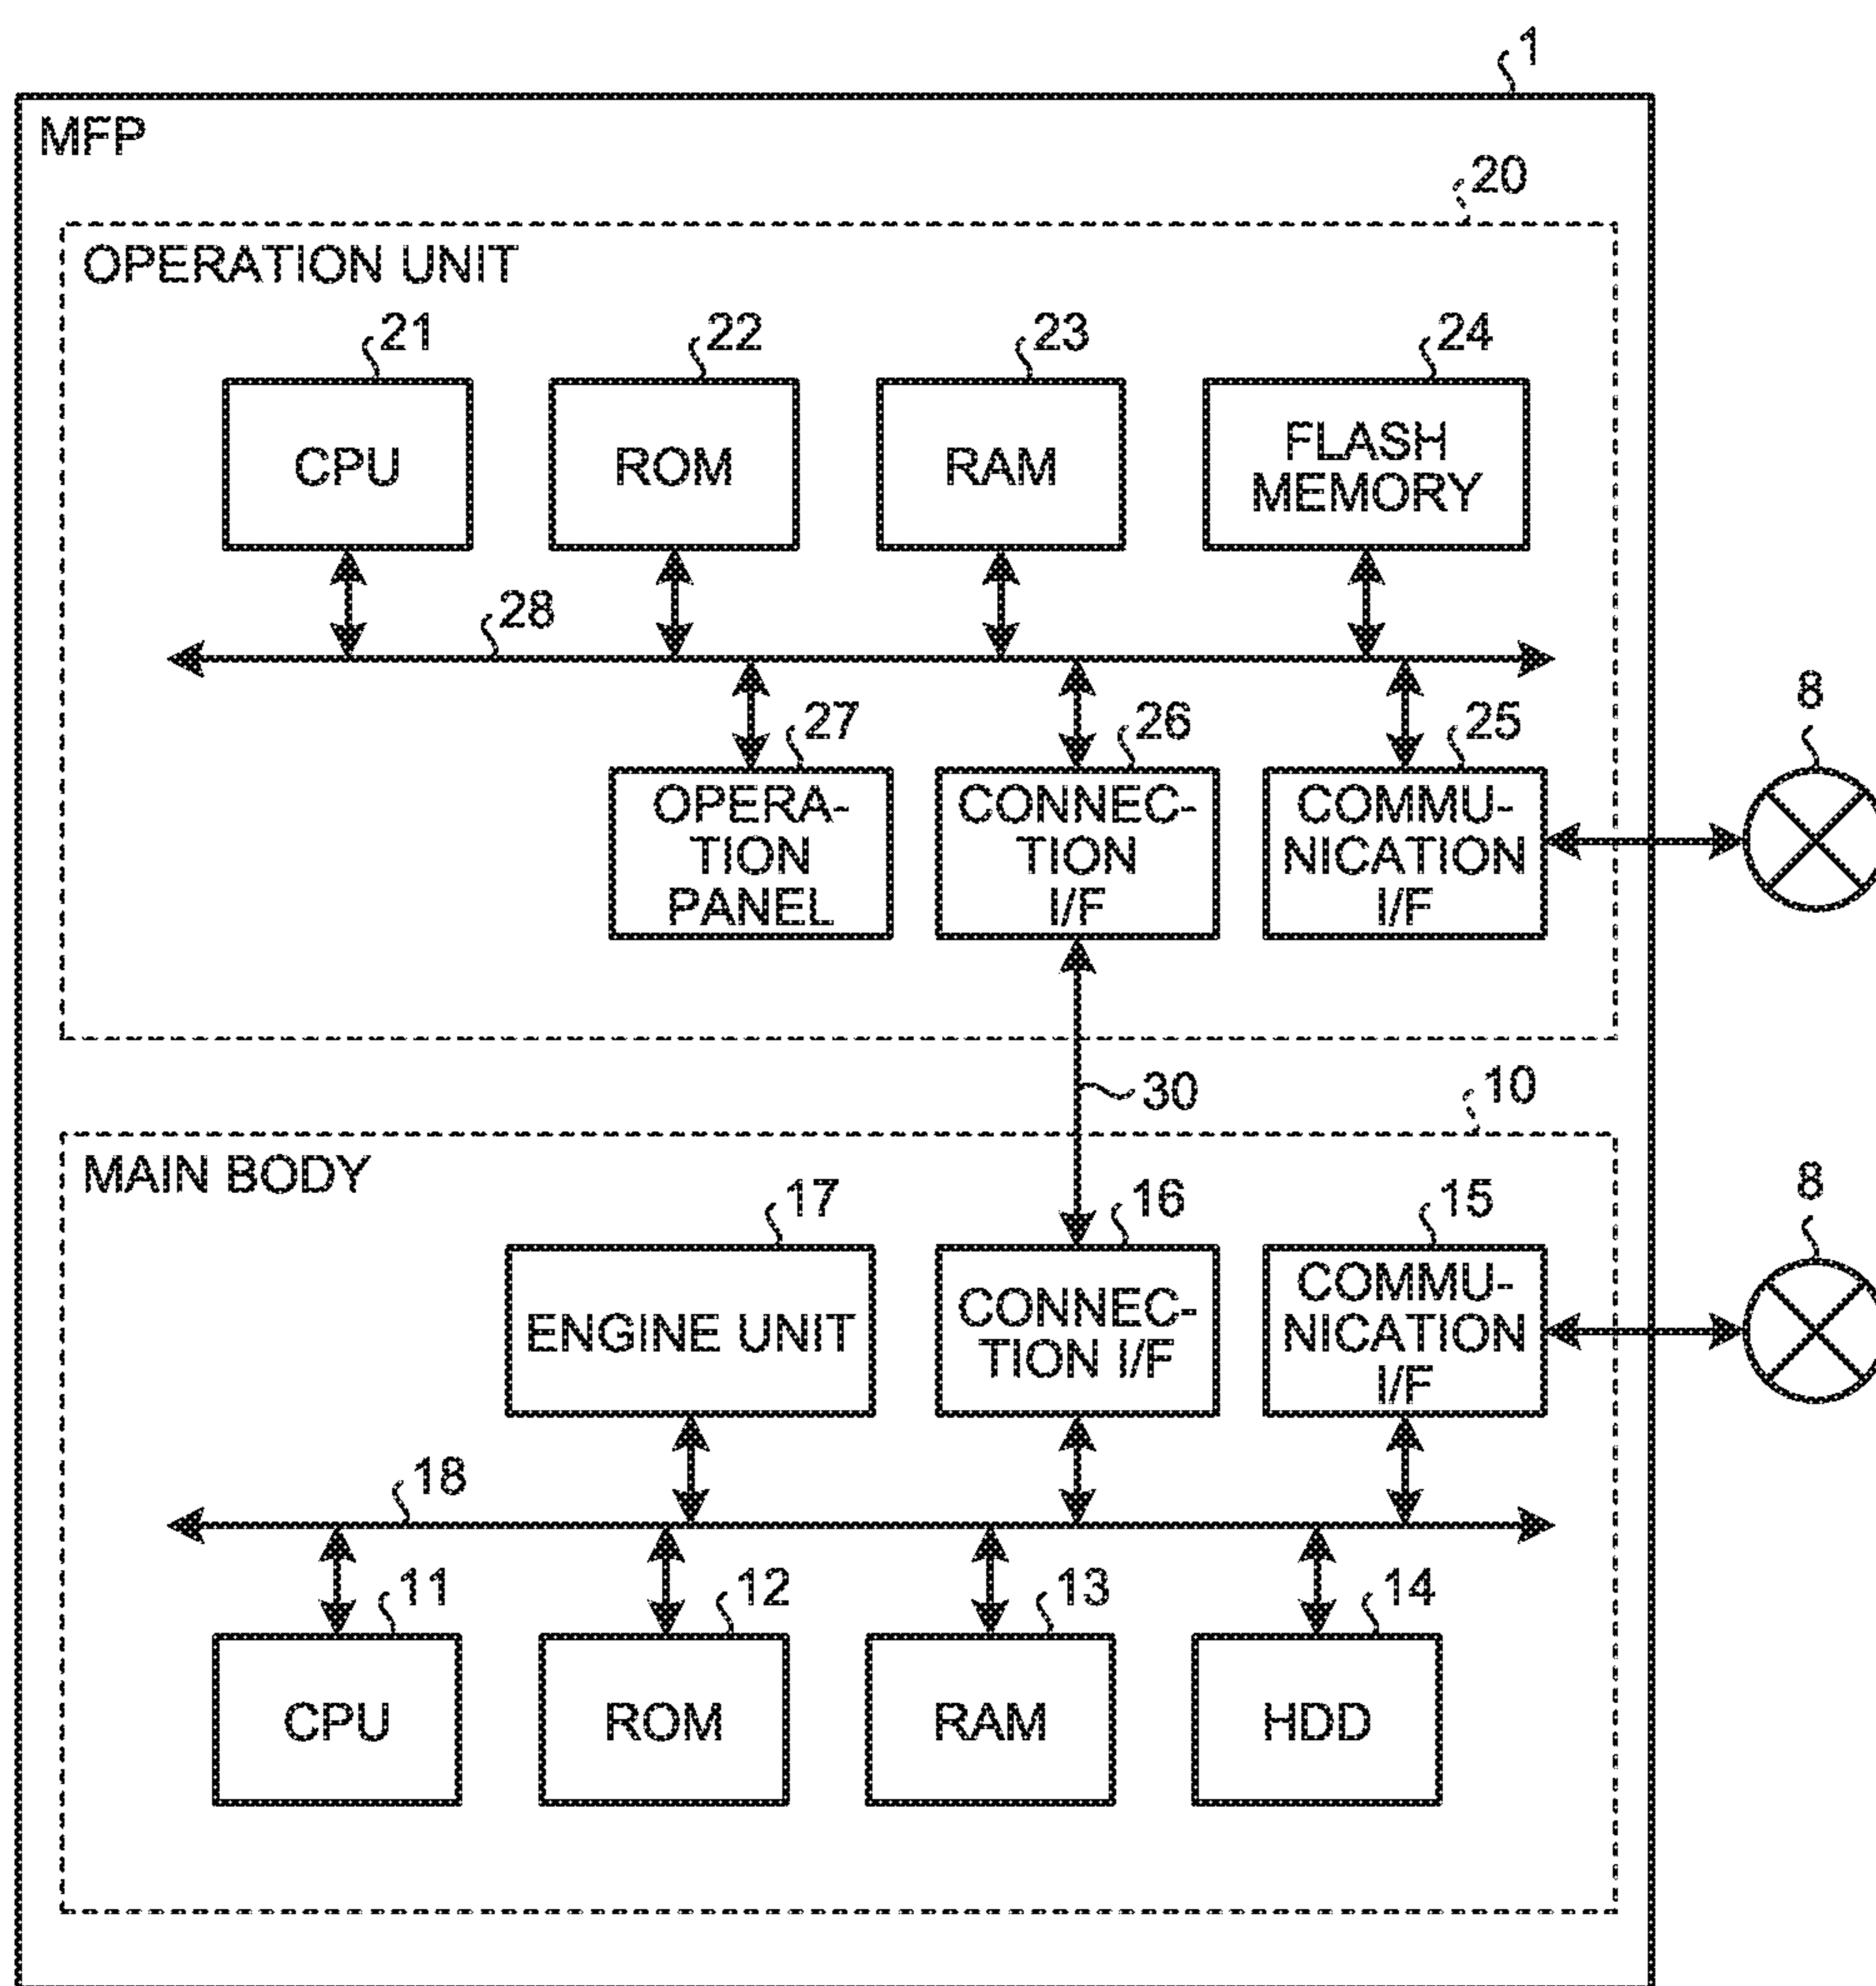 1
MFP
20
OPERATION UNIT
21
22
23
24
CPU
ROM
RAM
FLASH
MEMORY
28
27
26
25
8
OPERA-
TION
PANEL
CONNEC-
TION
I/F
COMMU-
NICATION
I/F
30
10
MAIN BODY
17
16
15
8
ENGINE UNIT
CONNEC-
TION I/F
COMMU-
NICATION
I/F
18
11
12
13
14
CPU
ROM
RAM
HDD